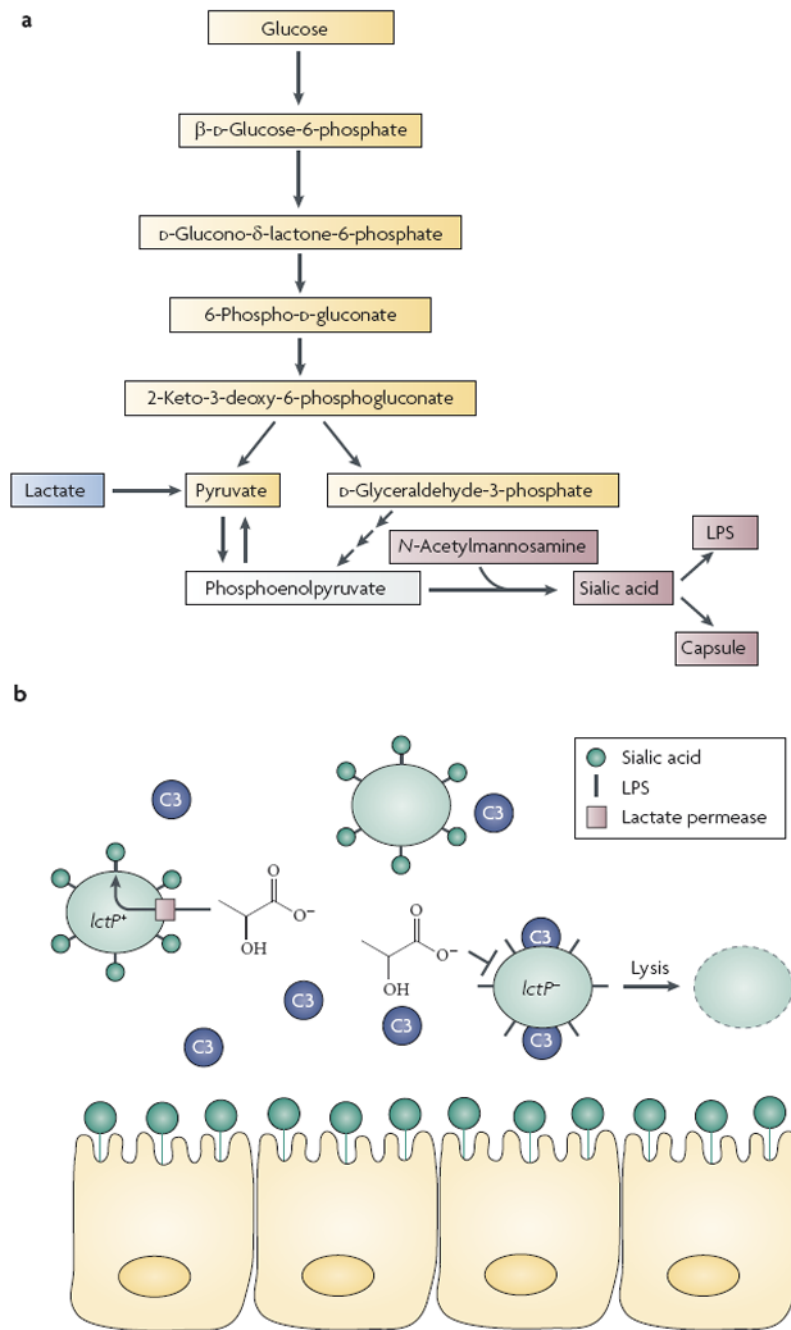 a
Glucose
β-D-Glucose-6-phosphate
D-Glucono-δ-lactone-6-phosphate
6-Phospho-D-gluconate
2-Keto-3-deoxy-6-phosphogluconate
Lactate
Pyruvate
D-Glyceraldehyde-3-phosphate
N-Acetylmannosamine
LPS
Phosphoenolpyruvate
Sialic acid
Capsule
b
Sialic acid
LPS
Lactate permease
C3
C3
lctP⁺
O
O⁻
OH
O
O⁻
OH
C3
lctP⁻
C3
Lysis
C3
C3
C3